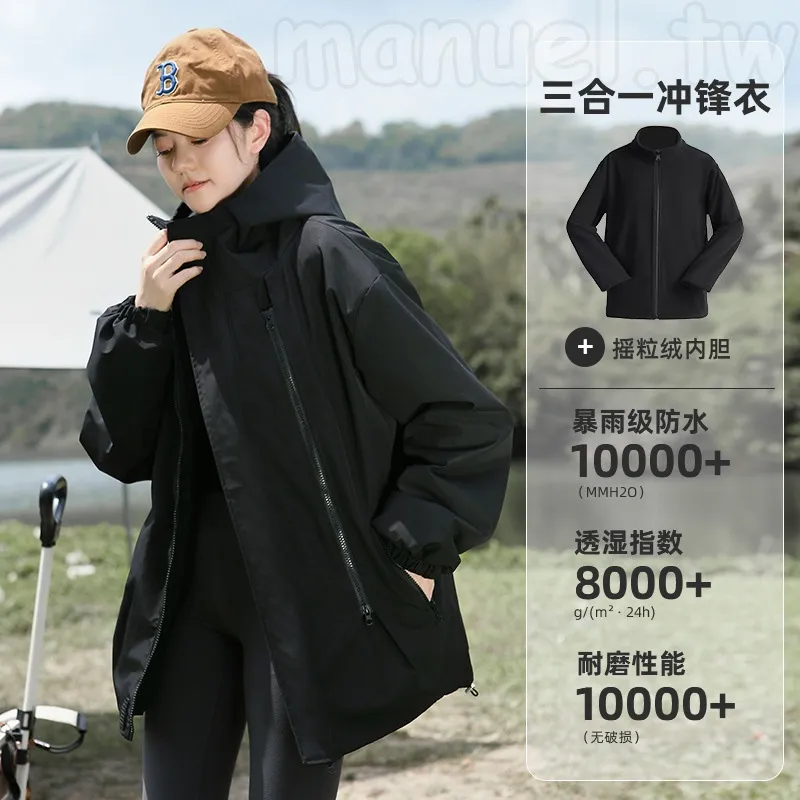 manuel.tw
B
三合一冲锋衣
+ 摇粒绒内胆
暴雨级防水
10000+
(MMH2O)
透湿指数
8000+
g/(m²·24h)
耐磨性能
10000+
(无破损)